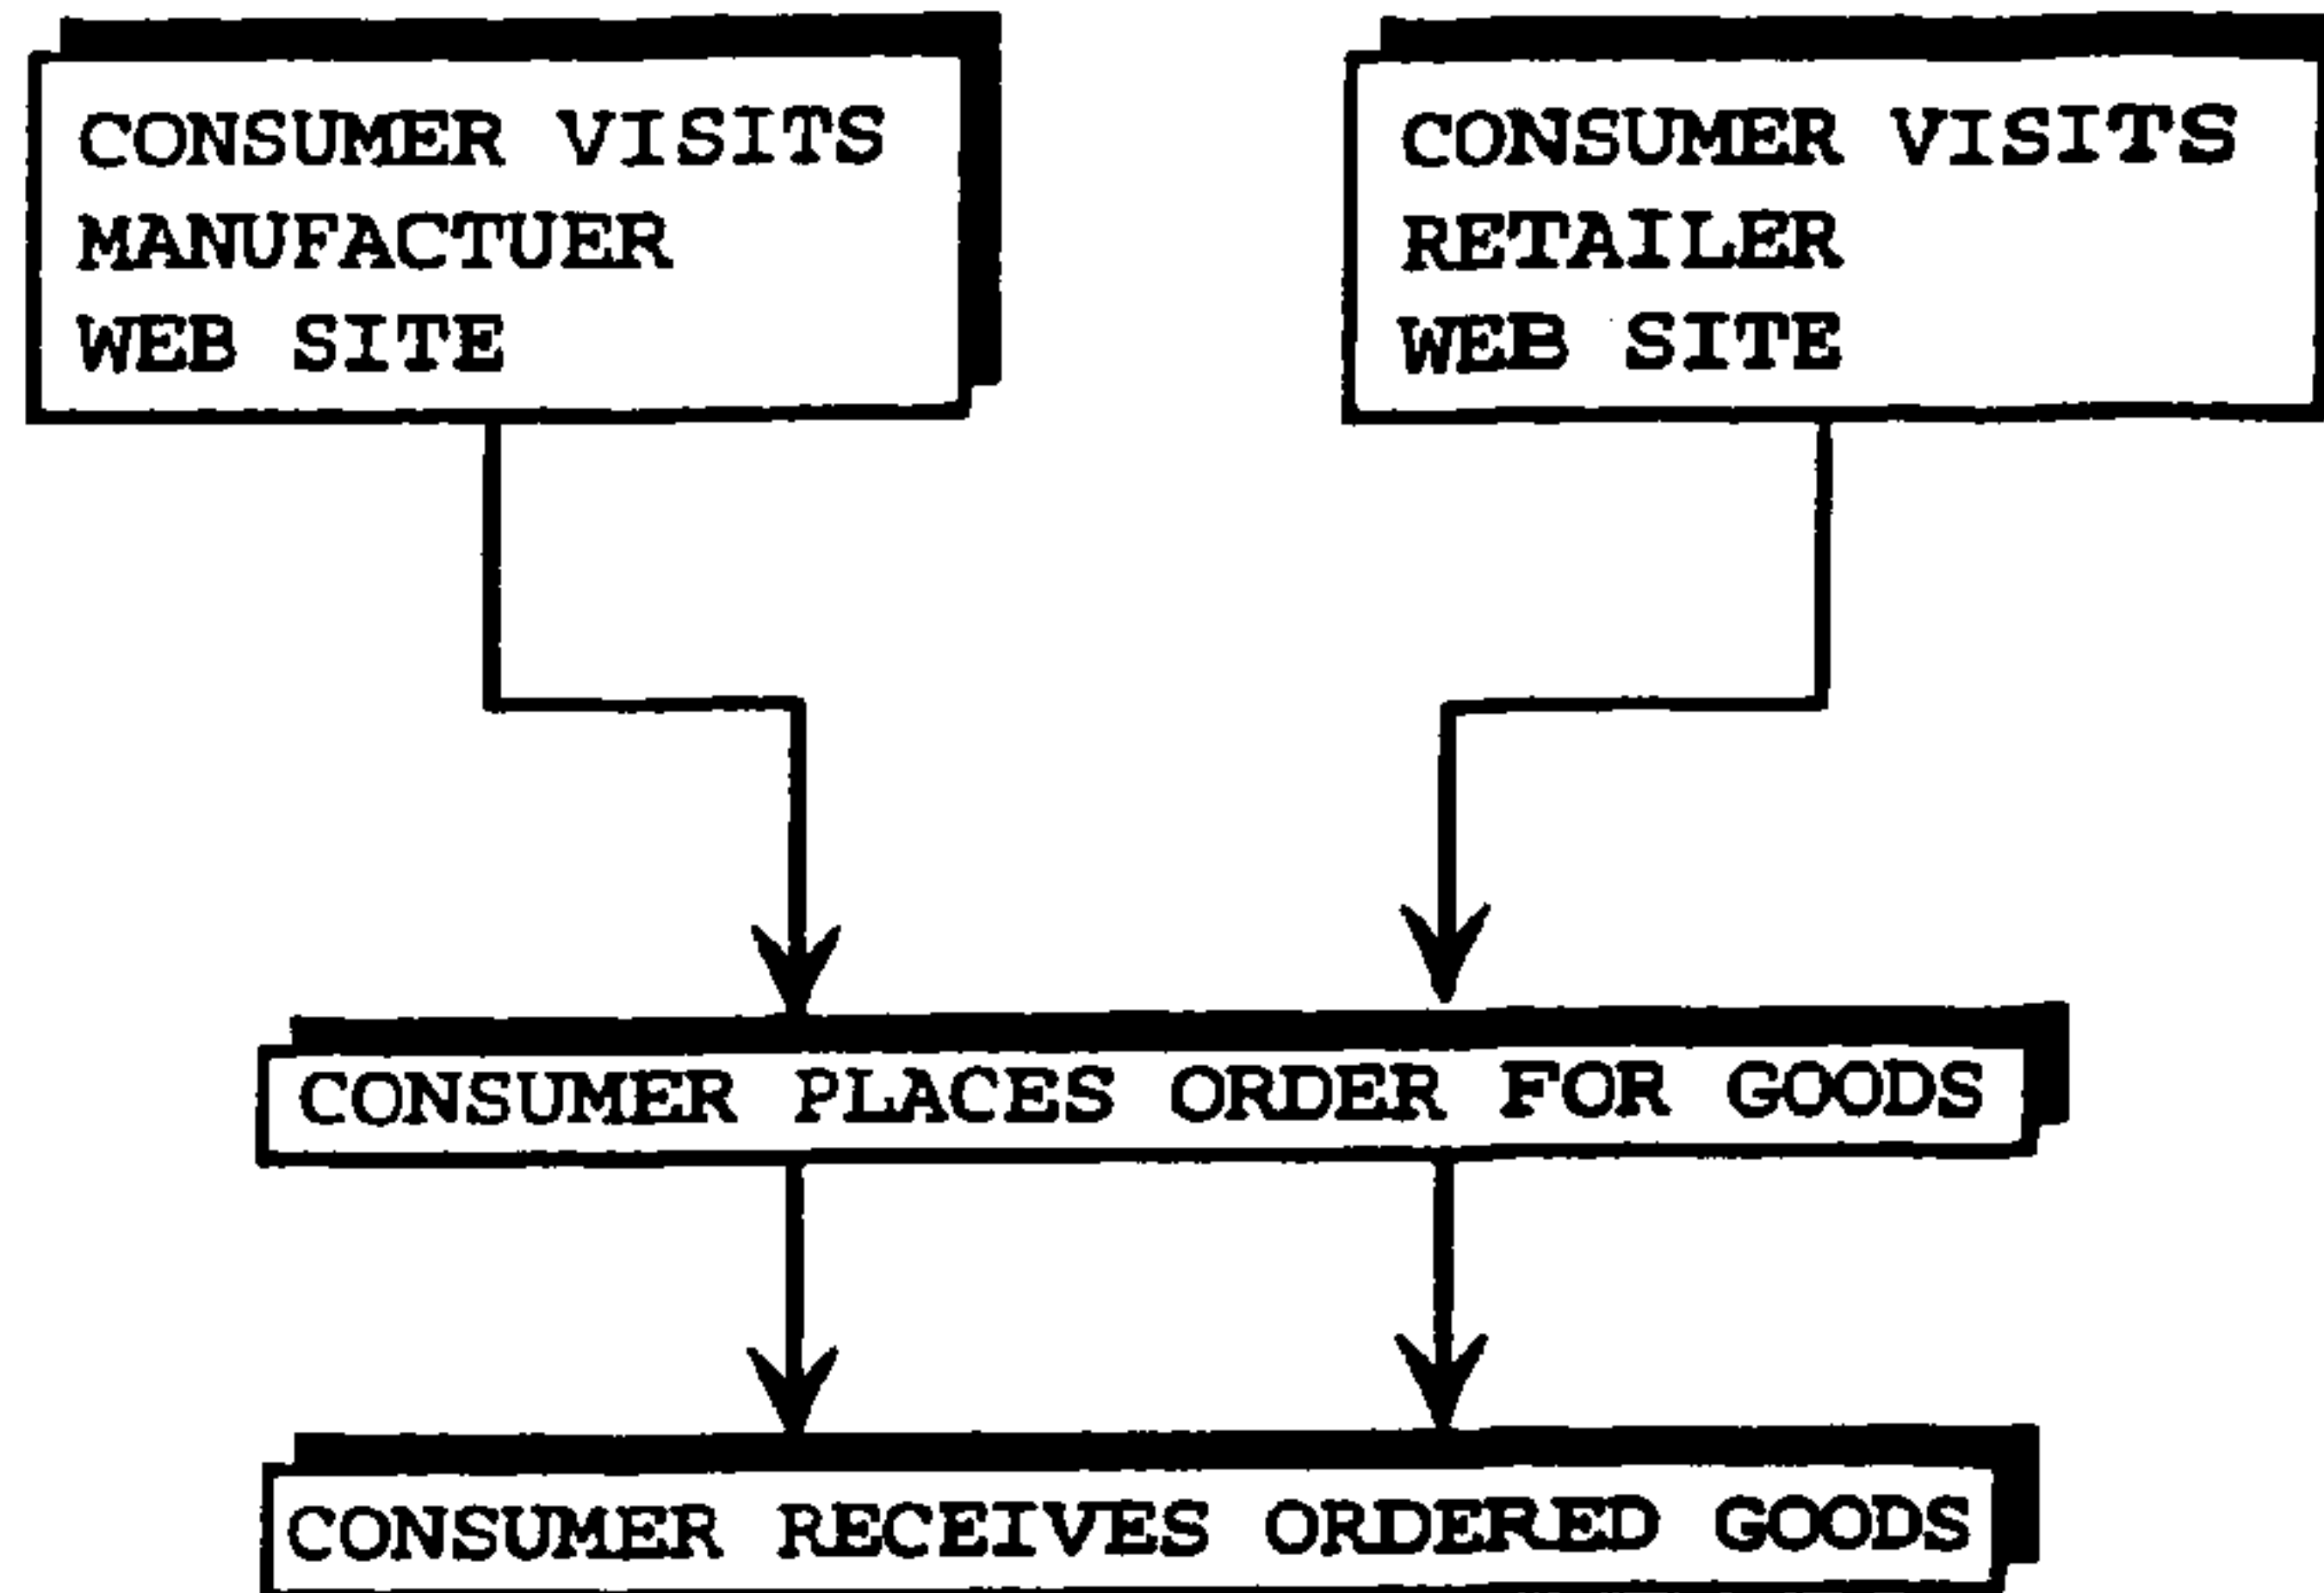 CONSUMER VISITS
MANUFACTUER
WEB SITE
CONSUMER VISITS
RETAILER
WEB SITE
CONSUMER PLACES ORDER FOR GOODS
CONSUMER RECEIVES ORDERED GOODS